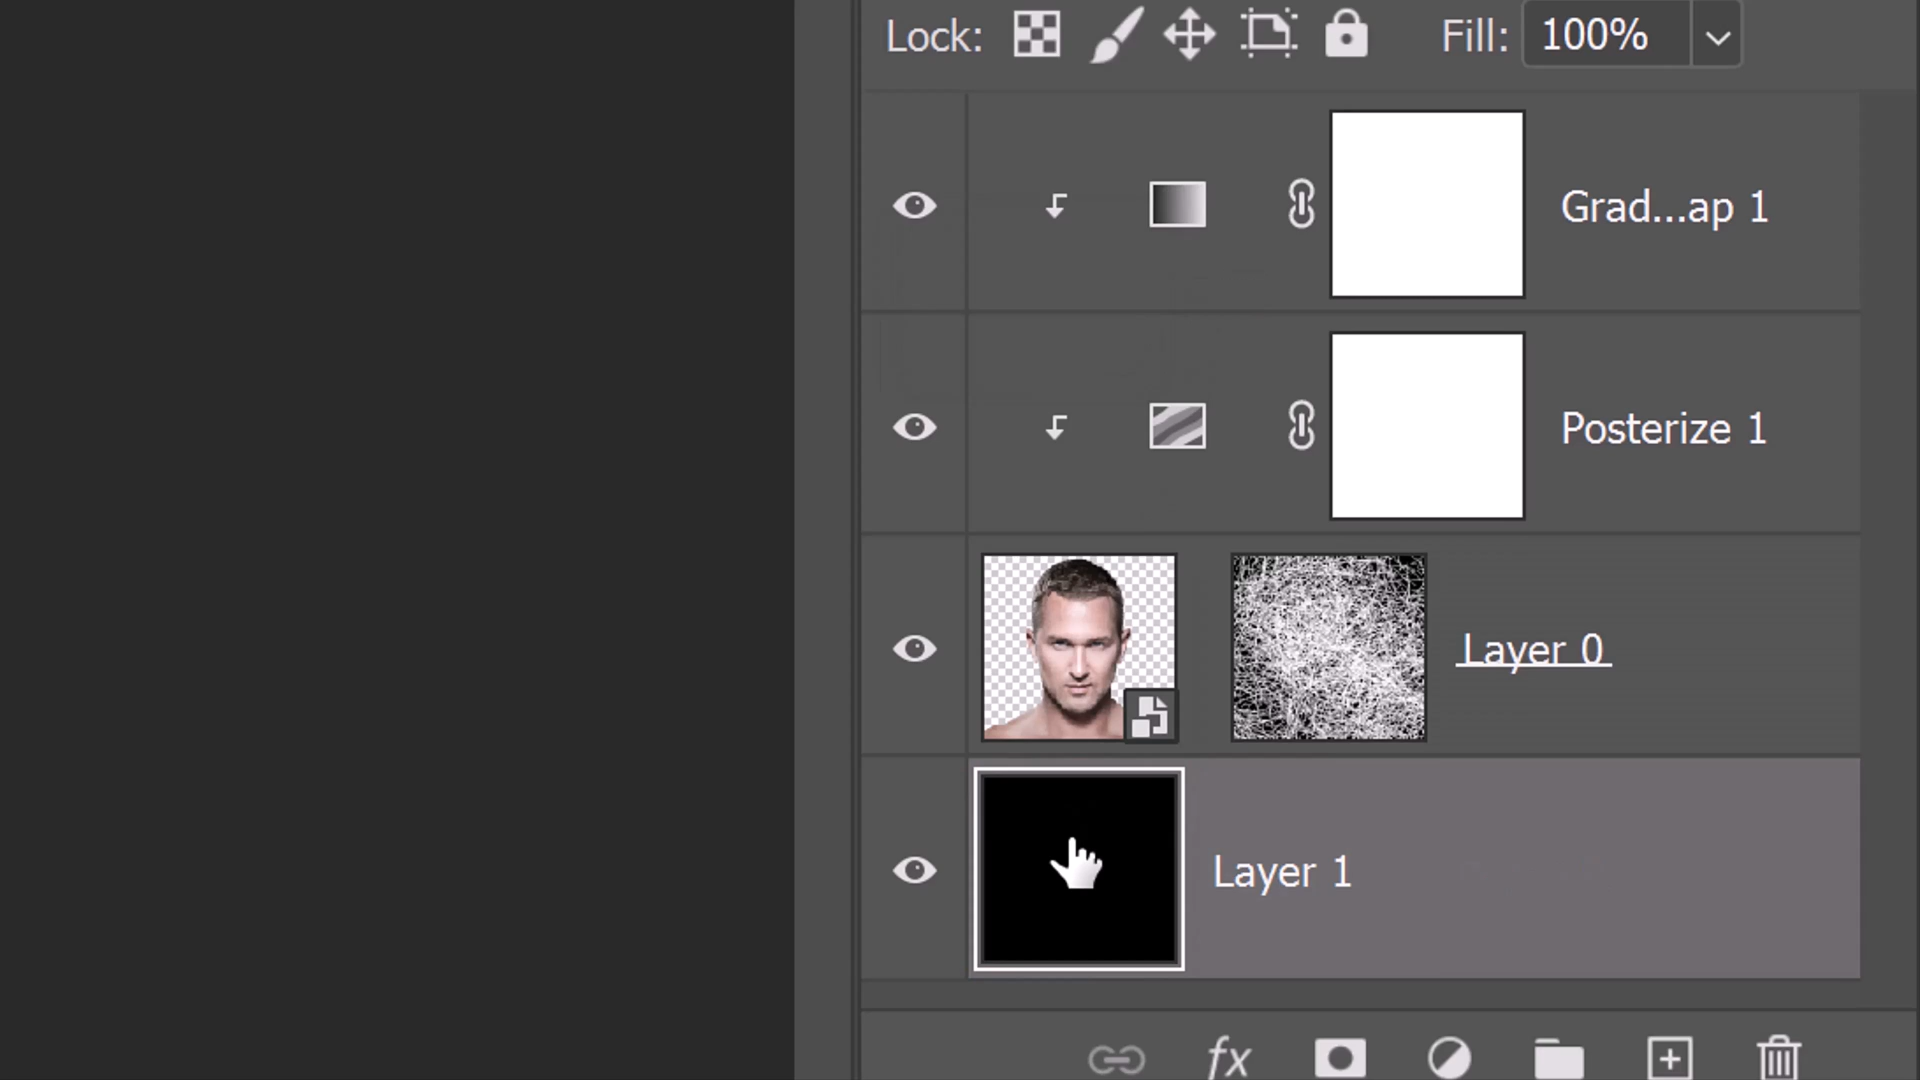 Lock: Fill: 100%
Grad...ap 1
Posterize 1
Layer 0
Layer 1
fx